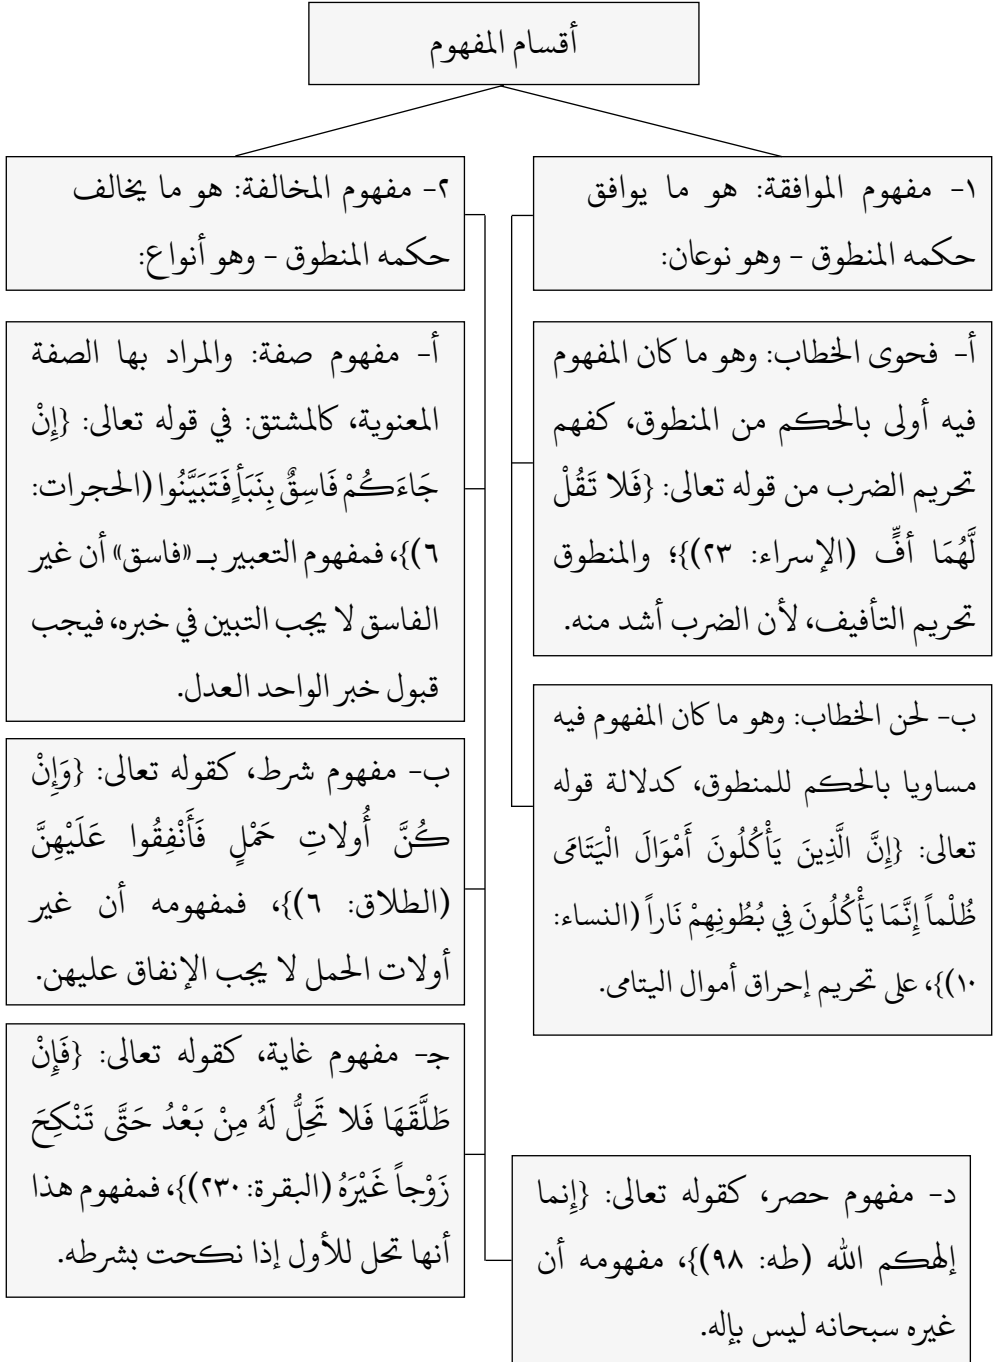 أقسام المفهوم
١- مفهوم الموافقة: هو ما يوافق
حكمه المنطوق - وهو نوعان:
أ- فحوى الخطاب: وهو ما كان المفهوم
فيه أولى بالحكم من المنطوق، كفهم
تحريم الضرب من قوله تعالى: {فَلا تَقُلْ
لَّهُمَا أفٍّ (الإسراء: ٢٣)}؛ والمنطوق
تحريم التأفيف، لأن الضرب أشد منه.
ب- لحن الخطاب: وهو ما كان المفهوم فيه
مساويا بالحكم للمنطوق، كدلالة قوله
تعالى: {إِنَّ الَّذِينَ يَأْكُلُونَ أَمْوَالَ الْيَتَامَى
ظُلْماً إِنَّمَا يَأْكُلُونَ فِي بُطُونِهِمْ نَاراً (النساء:
١٠)}، على تحريم إحراق أموال اليتامى.
٢- مفهوم المخالفة: هو ما يخالف
حكمه المنطوق - وهو أنواع:
أ- مفهوم صفة: والمراد بها الصفة
المعنوية، كالمشتق: في قوله تعالى: {إِنْ
جَاءَكُمْ فَاسِقٌ بِنَبَأٍ فَتَبَيَّنُوا (الحجرات:
٦)}، فمفهوم التعبير بـ «فاسق» أن غير
الفاسق لا يجب التبين في خبره، فيجب
قبول خبر الواحد العدل.
ب- مفهوم شرط، كقوله تعالى: {وَإِنْ
كُنَّ أُولاتِ حَمْلٍ فَأَنْفِقُوا عَلَيْهِنَّ
(الطلاق: ٦)}، فمفهومه أن غير
أولات الحمل لا يجب الإنفاق عليهن.
جـ- مفهوم غاية، كقوله تعالى: {فَإِنْ
طَلَّقَهَا فَلا تَحِلُّ لَهُ مِنْ بَعْدُ حَتَّى تَنْكِحَ
زَوْجاً غَيْرَهُ (البقرة: ٢٣٠)}، فمفهوم هذا
أنها تحل للأول إذا نكحت بشرطه.
د- مفهوم حصر، كقوله تعالى: {إِنما
إلهكم الله (طه: ٩٨)}، مفهومه أن
غيره سبحانه ليس بإله.